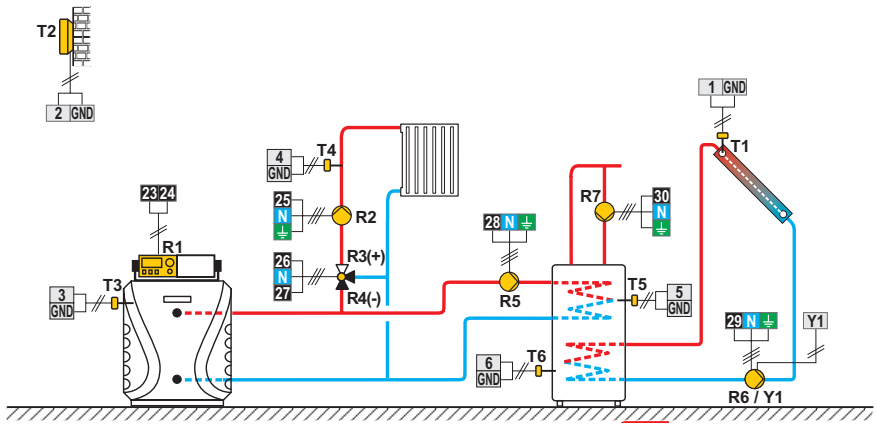 T2
2 GND
1 GND
T1
4
GND
T4
23 24
R1
25
N
R2
R3(+)
26
N
27
R4(-)
28 N
R5
R7
30
N
3
GND
T3
T5
5
GND
6
GND
T6
29 N
Y1
R6 / Y1